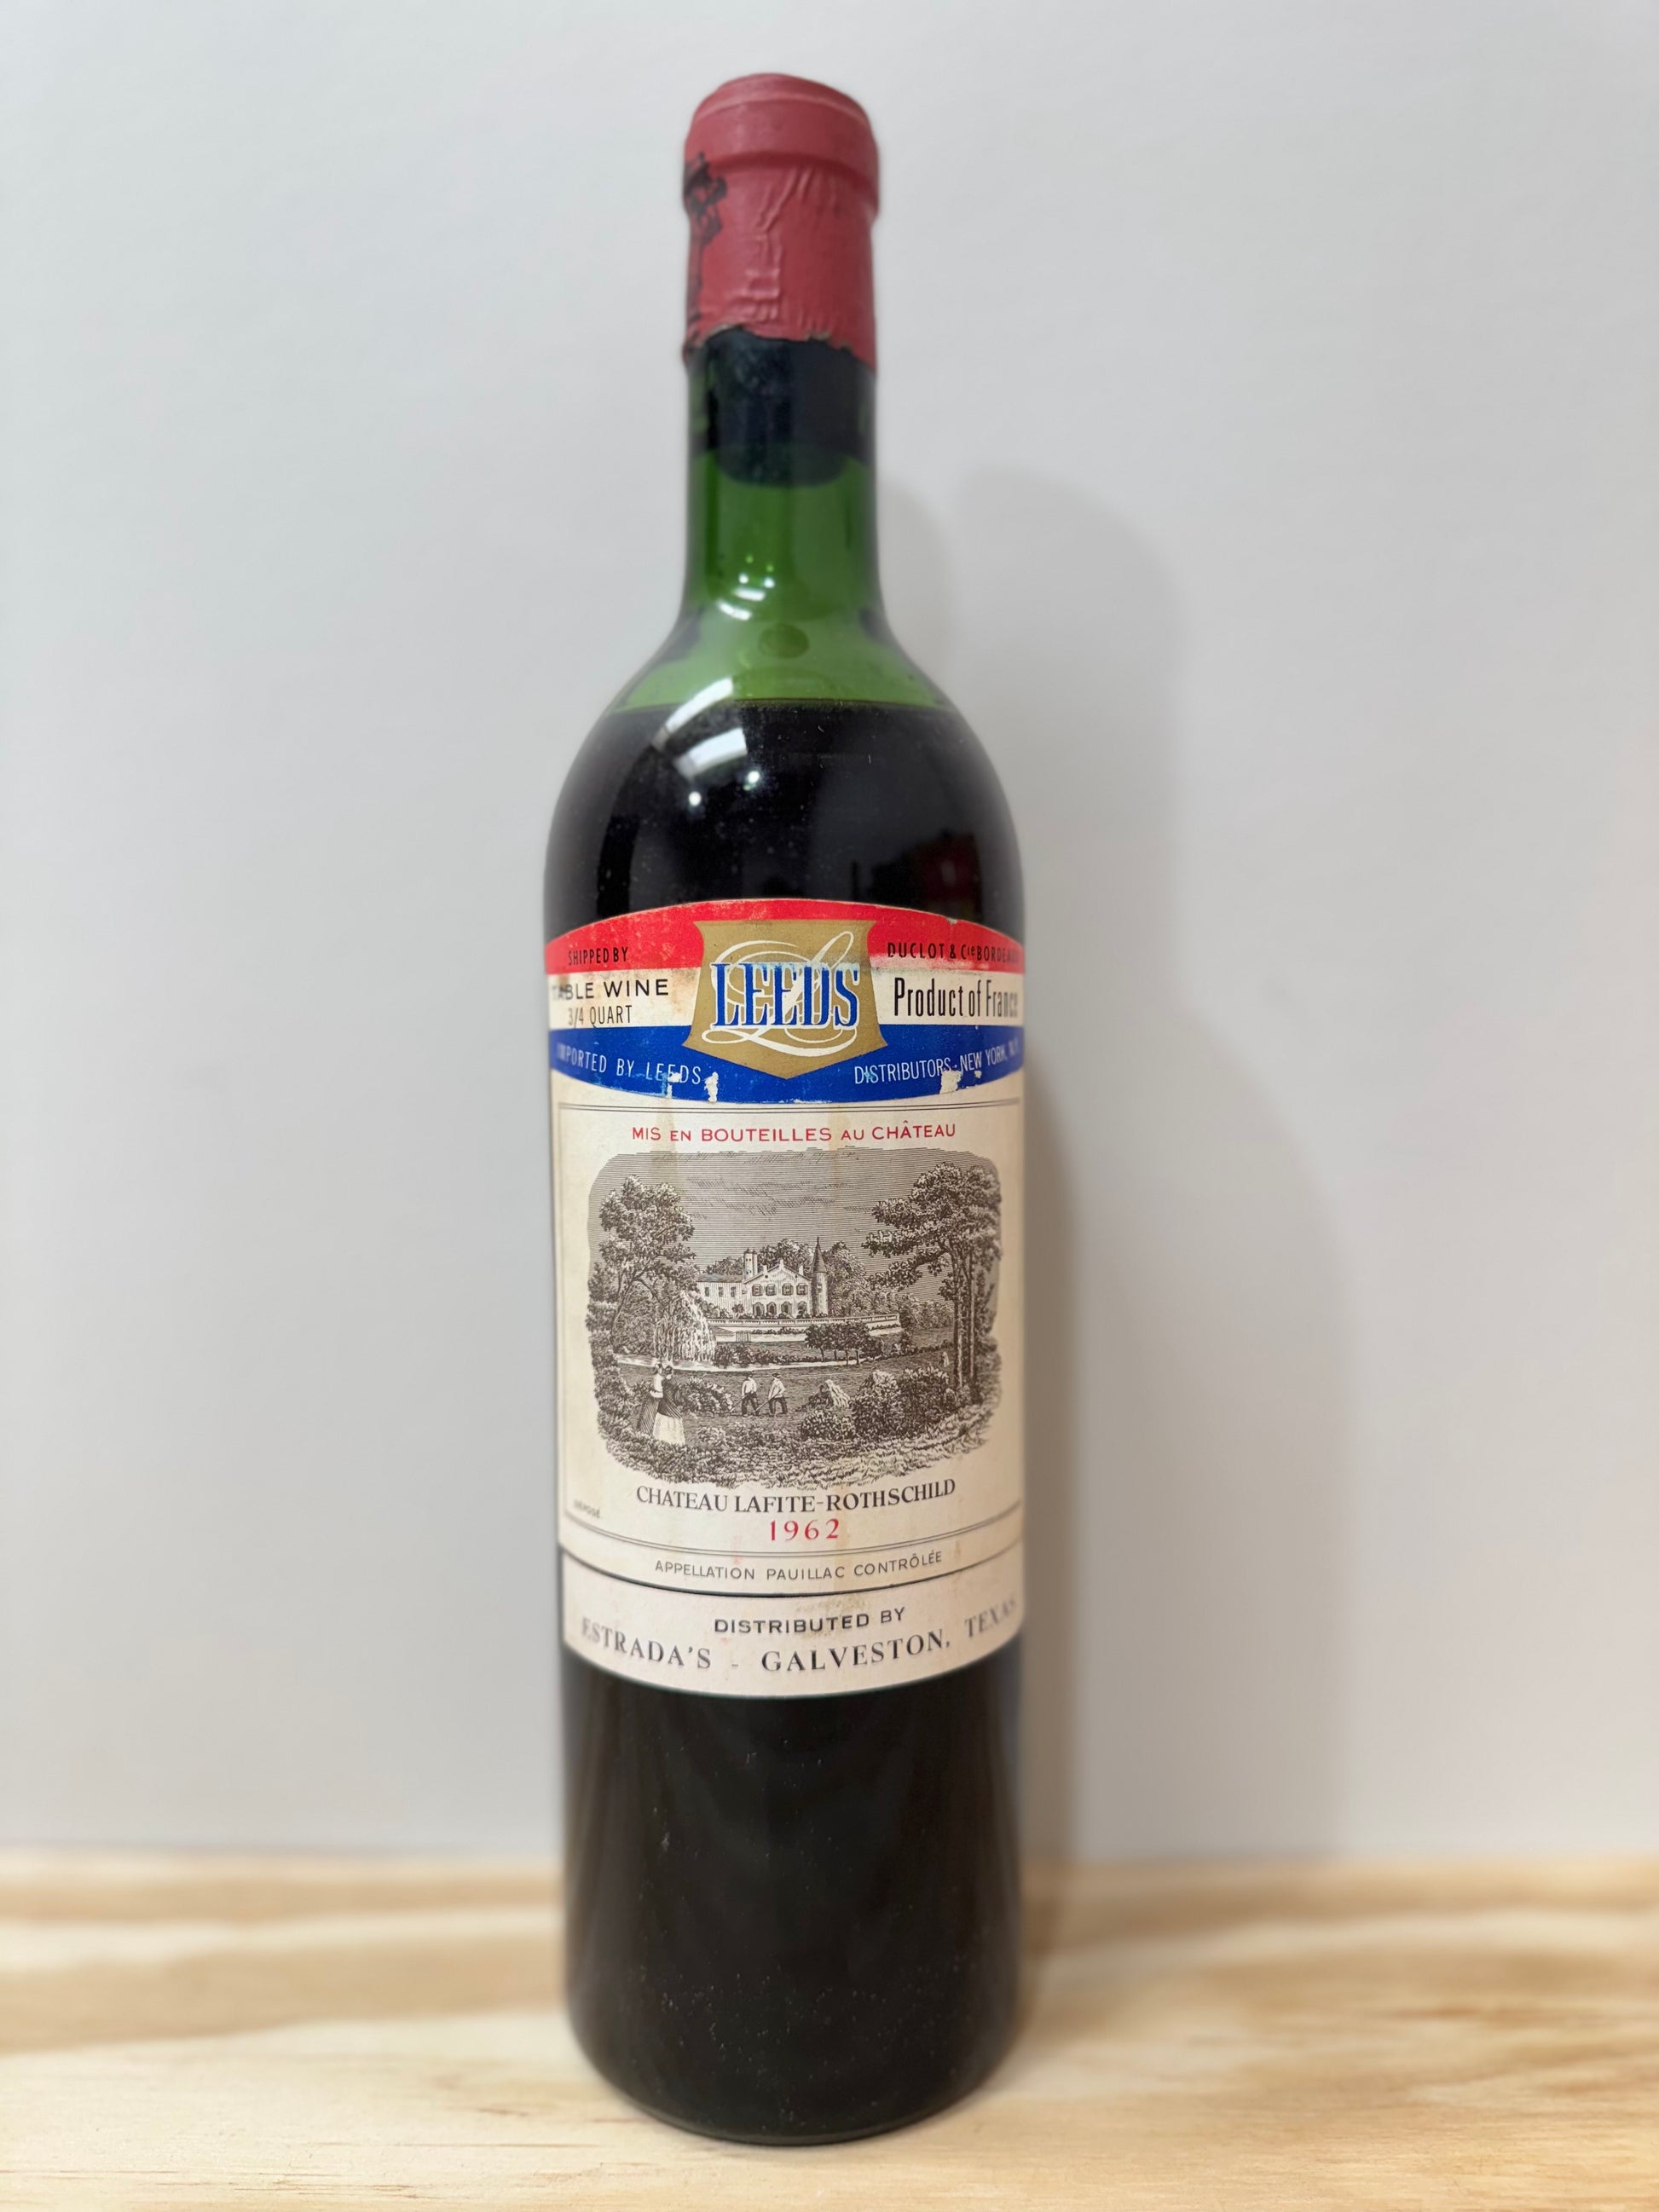 SHIPPED BY
DUCLOT & Cie BORDEAUX
TABLE WINE
3/4 QUART
LEEDS
Product of France
IMPORTED BY LEEDS
DISTRIBUTORS-NEW YORK, N.Y.
MIS EN BOUTEILLES AU CHÂTEAU
DÉPOSÉ
CHATEAU LAFITE-ROTHSCHILD
1962
APPELLATION PAUILLAC CONTRÔLÉE
DISTRIBUTED BY
ESTRADA'S - GALVESTON, TEXAS